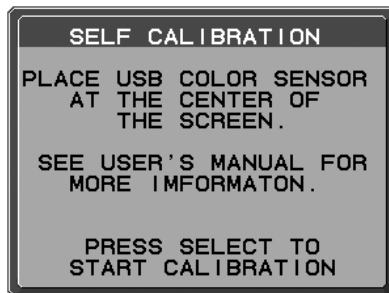 SELF CALIBRATION
PLACE USB COLOR SENSOR
AT THE CENTER OF
THE SCREEN.
SEE USER'S MANUAL FOR
MORE IMFORMATON.
PRESS SELECT TO
START CALIBRATION